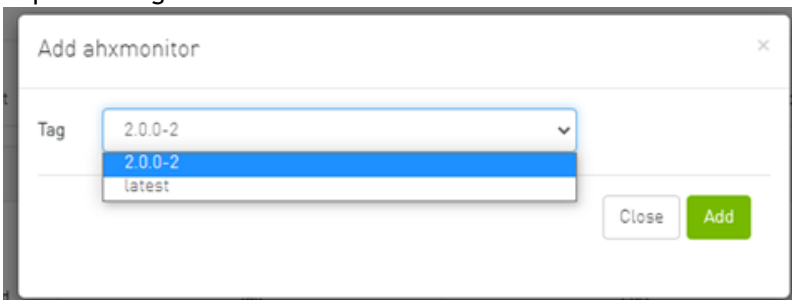 Add ahxmonitor ×
Tag 2.0.0-2
2.0.0-2
latest
Close Add